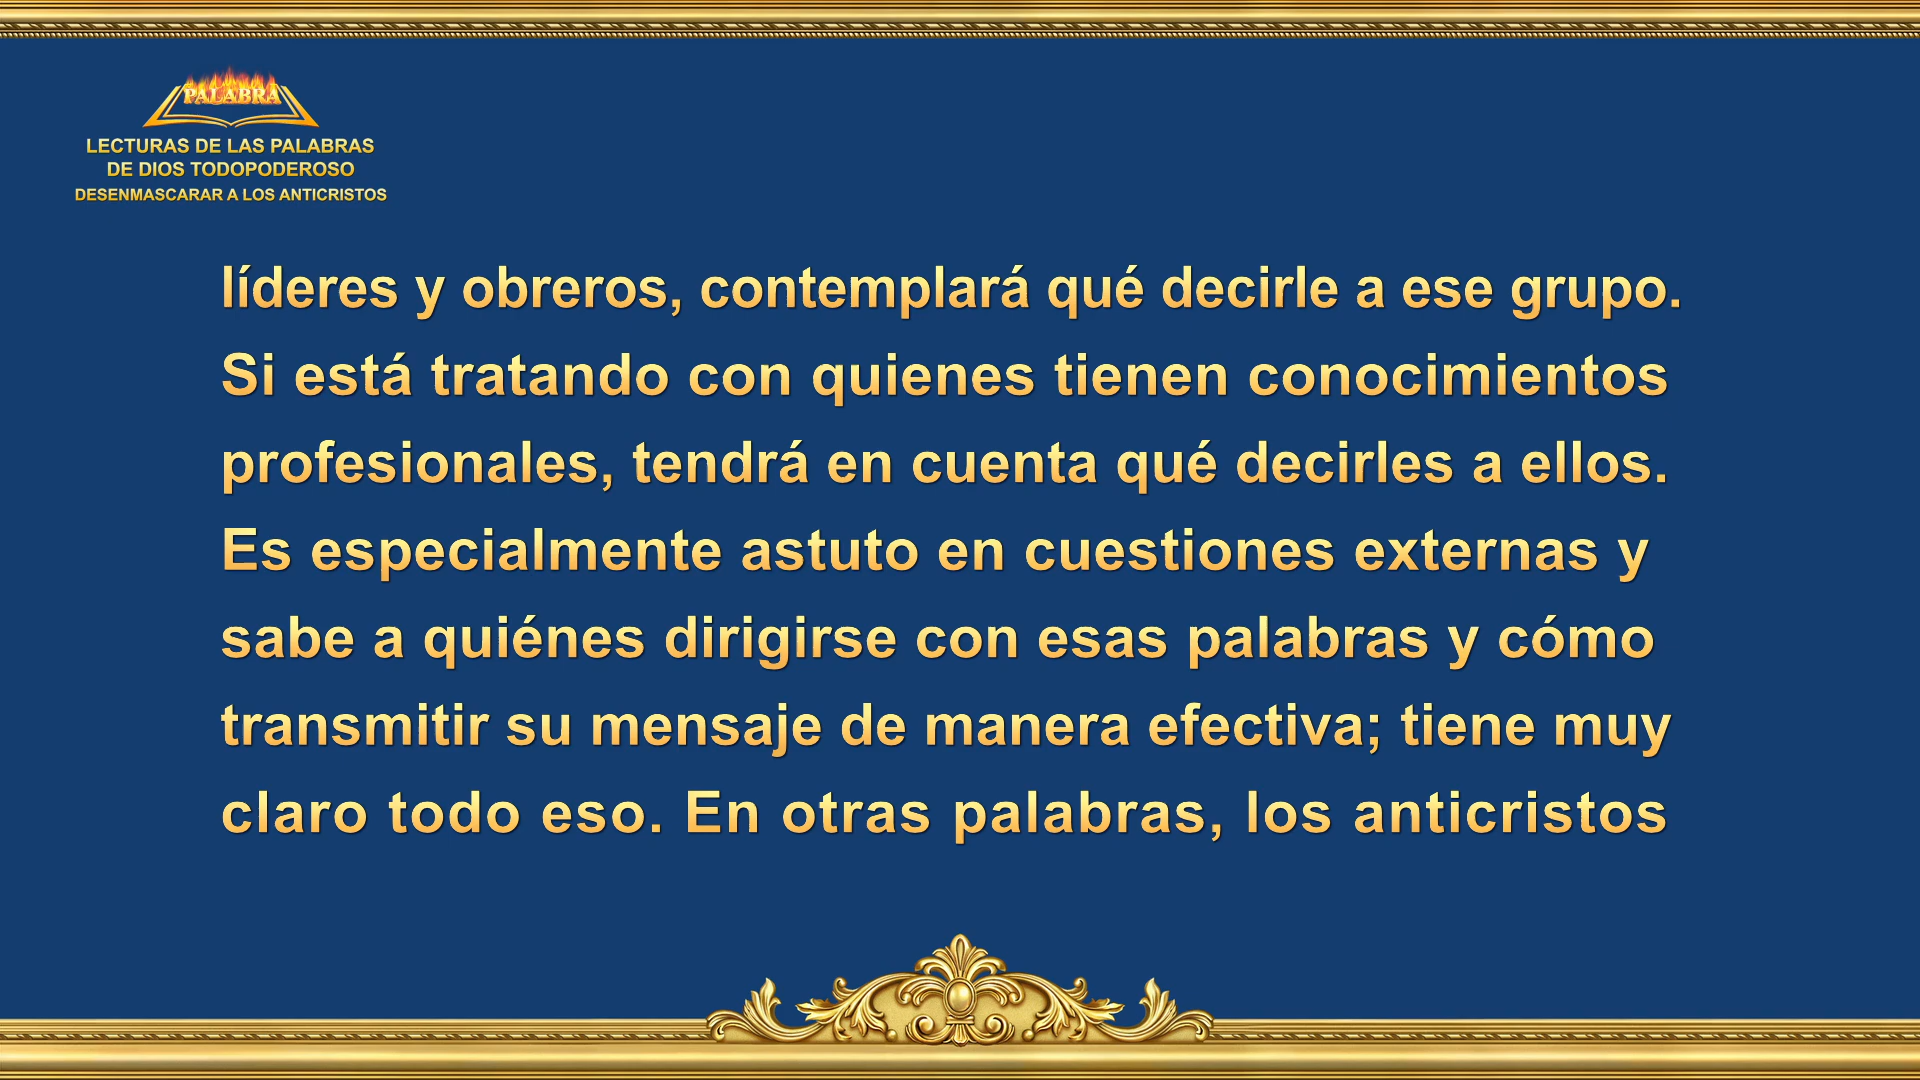 PALABRA
LECTURAS DE LAS PALABRAS
DE DIOS TODOPODEROSO
DESENMASCARAR A LOS ANTICRISTOS
líderes y obreros, contemplará qué decirle a ese grupo.
Si está tratando con quienes tienen conocimientos
profesionales, tendrá en cuenta qué decirles a ellos.
Es especialmente astuto en cuestiones externas y
sabe a quiénes dirigirse con esas palabras y cómo
transmitir su mensaje de manera efectiva; tiene muy
claro todo eso. En otras palabras, los anticristos